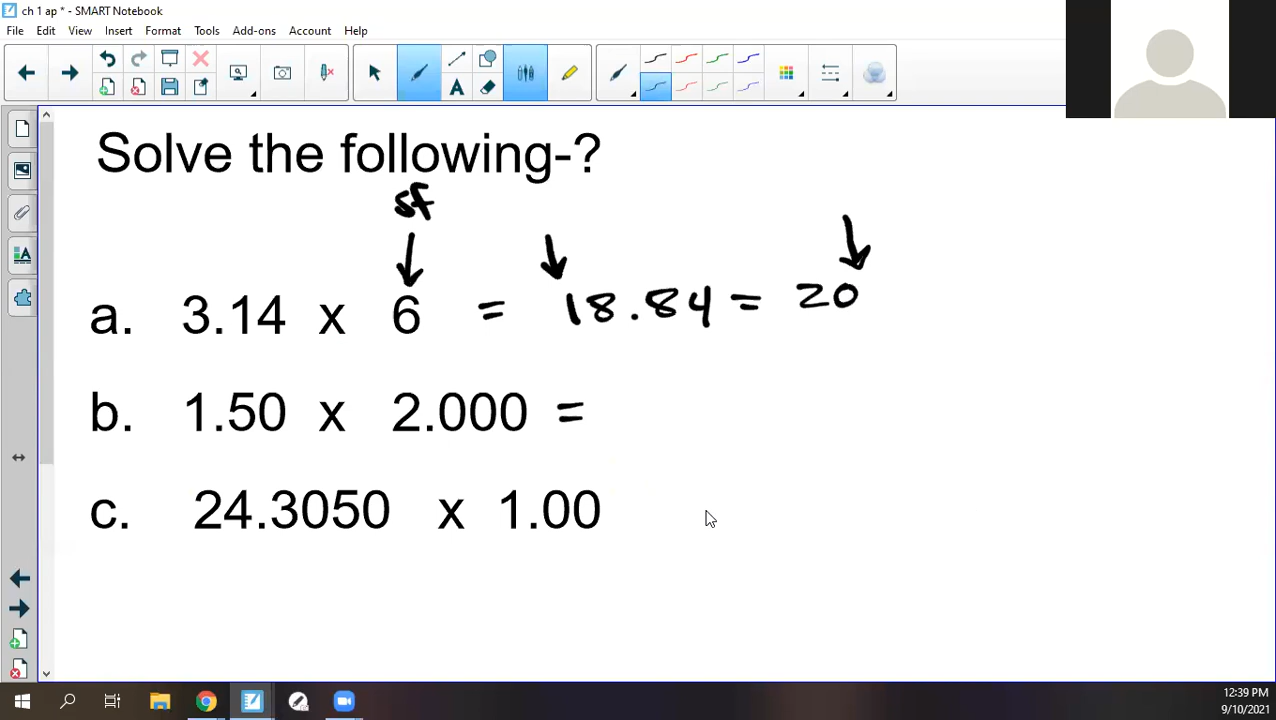 ch 1 ap * - SMART Notebook
File Edit View Insert Format Tools Add-ons Account Help
A
A
Solve the following-?
sf
a. 3.14 x 6 = 18.84 = 20
b. 1.50 x 2.000 =
c. 24.3050 x 1.00
12:39 PM
9/10/2021